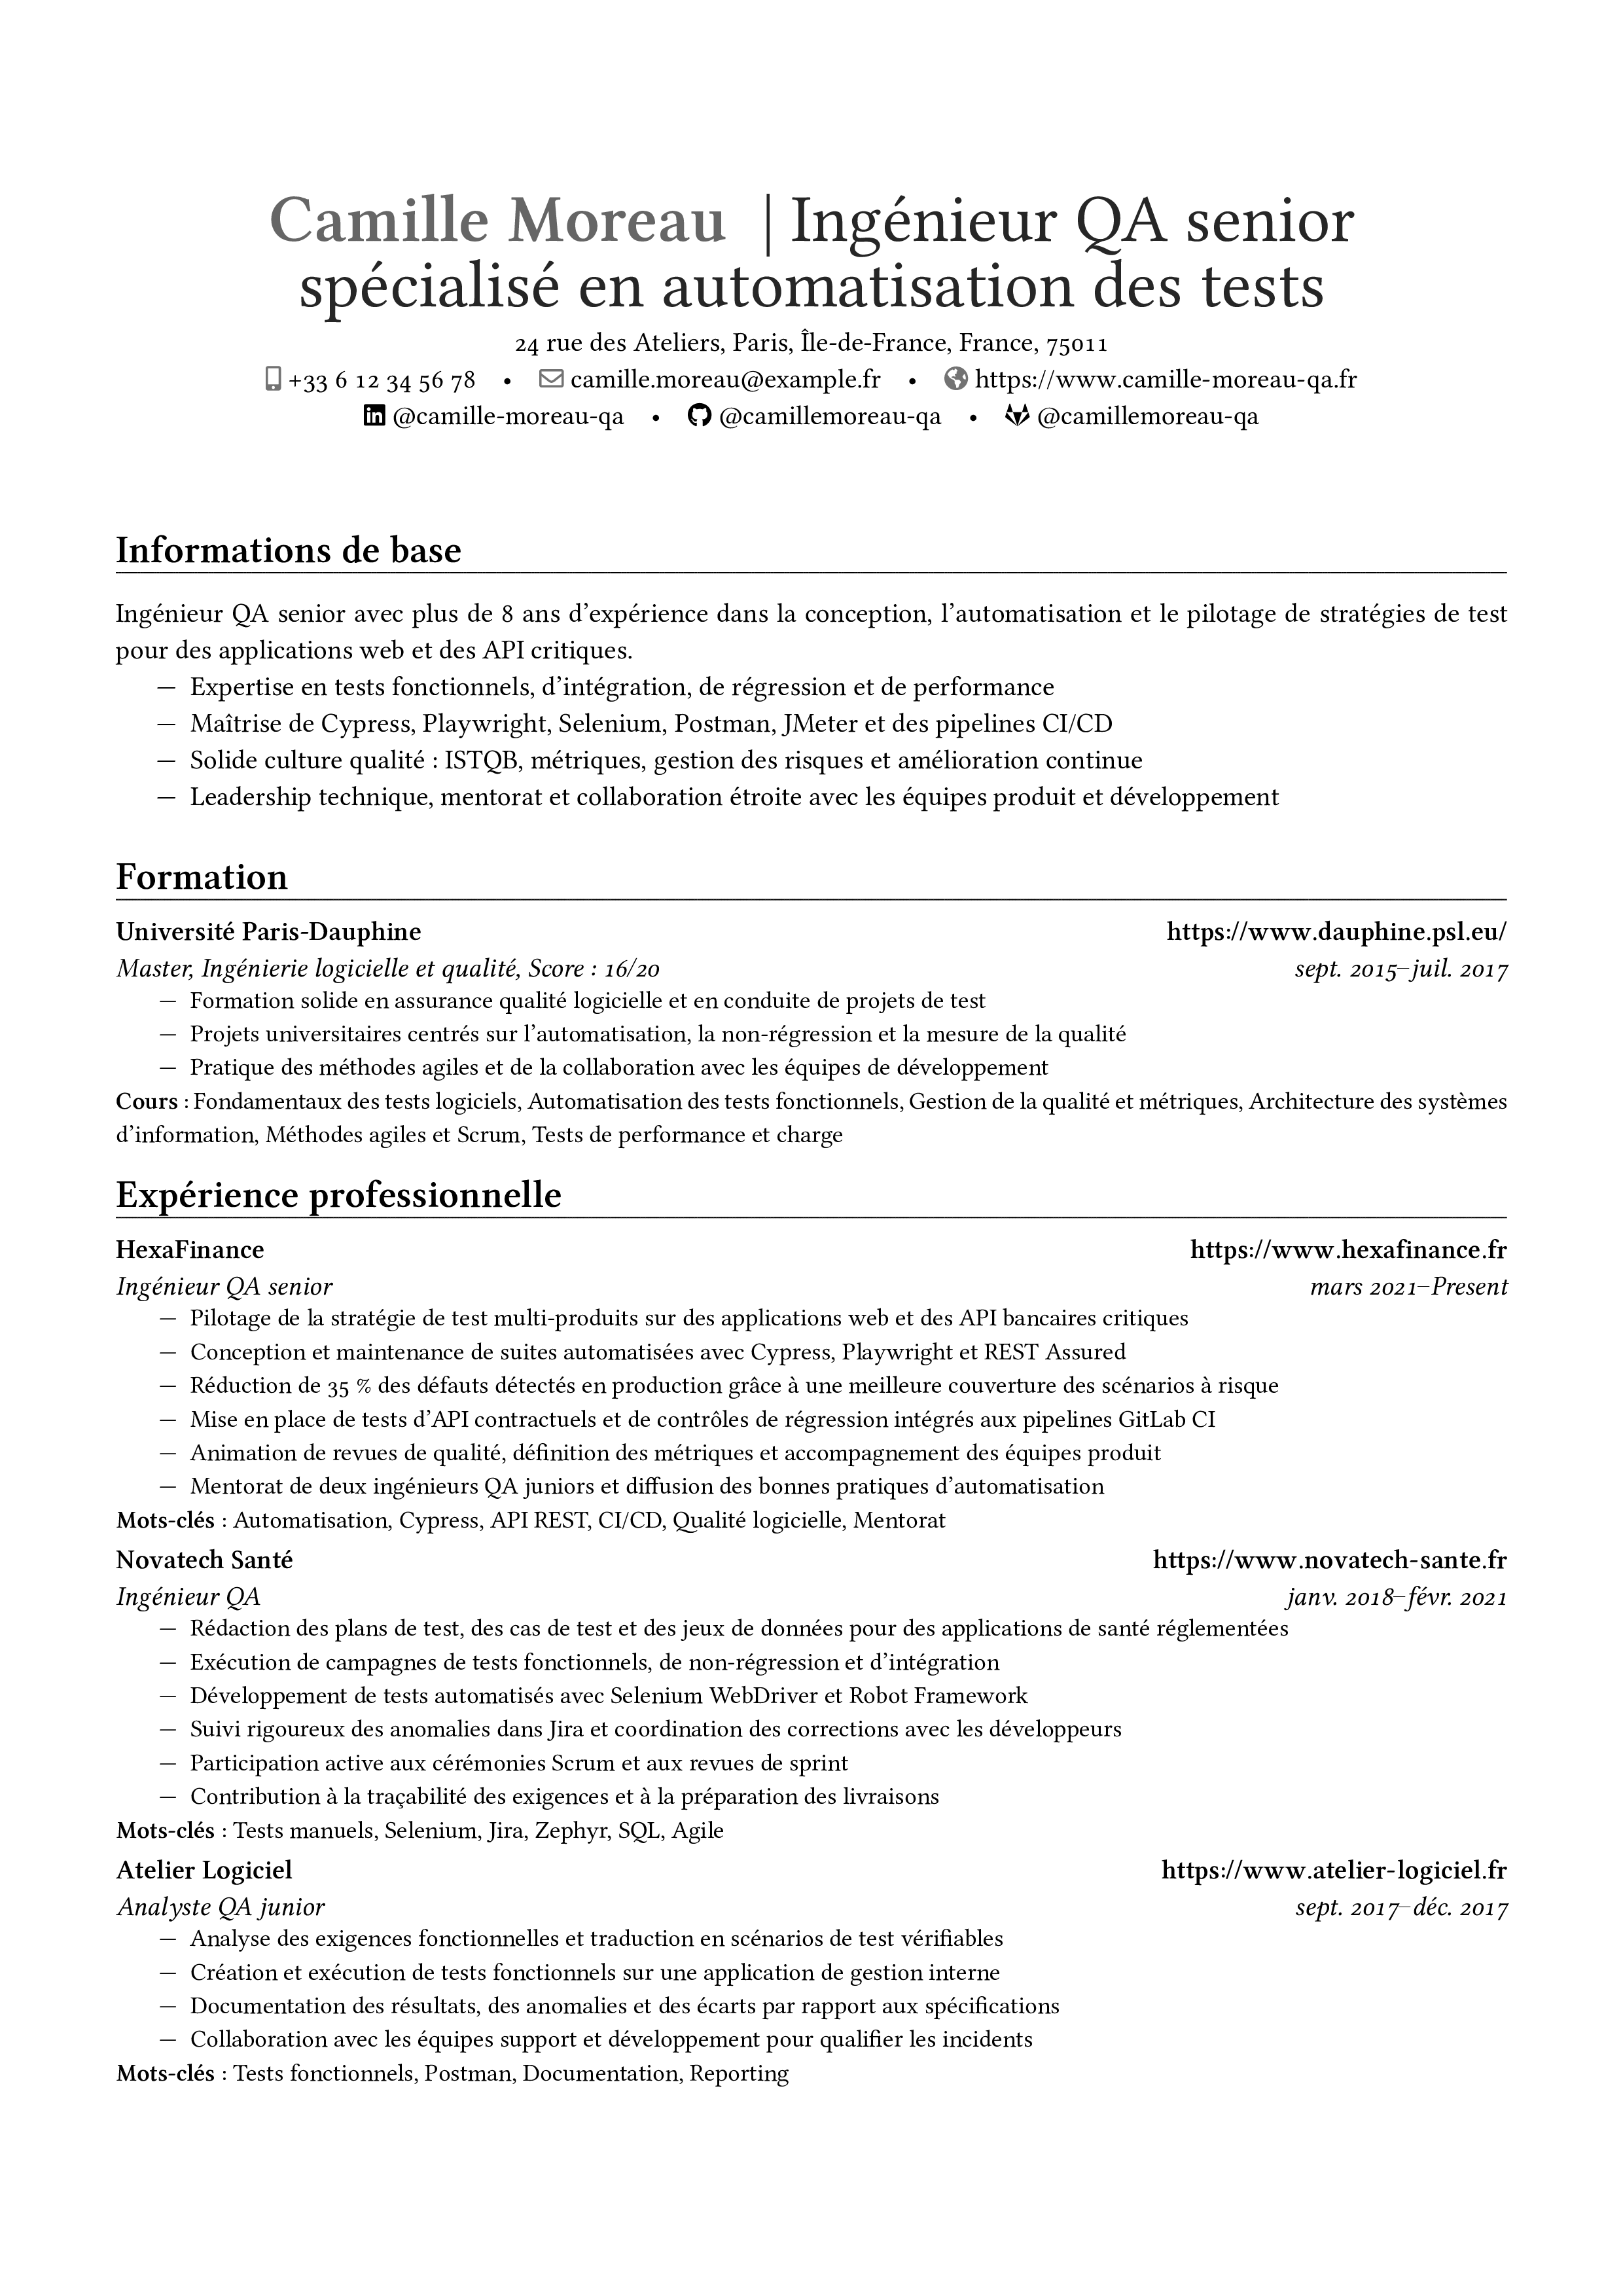 Camille Moreau | Ingénieur QA senior
spécialisé en automatisation des tests
24 rue des Ateliers, Paris, Île-de-France, France, 75011
+33 6 12 34 56 78 • camille.moreau@example.fr • https://www.camille-moreau-qa.fr
@camille-moreau-qa • @camillemoreau-qa • @camillemoreau-qa
Informations de base
Ingénieur QA senior avec plus de 8 ans d’expérience dans la conception, l’automatisation et le pilotage de stratégies de test
pour des applications web et des API critiques.
— Expertise en tests fonctionnels, d’intégration, de régression et de performance
— Maîtrise de Cypress, Playwright, Selenium, Postman, JMeter et des pipelines CI/CD
— Solide culture qualité : ISTQB, métriques, gestion des risques et amélioration continue
— Leadership technique, mentorat et collaboration étroite avec les équipes produit et développement
Formation
Université Paris-Dauphine https://www.dauphine.psl.eu/
Master, Ingénierie logicielle et qualité, Score : 16/20 sept. 2015–juil. 2017
— Formation solide en assurance qualité logicielle et en conduite de projets de test
— Projets universitaires centrés sur l’automatisation, la non-régression et la mesure de la qualité
— Pratique des méthodes agiles et de la collaboration avec les équipes de développement
Cours : Fondamentaux des tests logiciels, Automatisation des tests fonctionnels, Gestion de la qualité et métriques, Architecture des systèmes
d’information, Méthodes agiles et Scrum, Tests de performance et charge
Expérience professionnelle
HexaFinance https://www.hexafinance.fr
Ingénieur QA senior mars 2021–Present
— Pilotage de la stratégie de test multi-produits sur des applications web et des API bancaires critiques
— Conception et maintenance de suites automatisées avec Cypress, Playwright et REST Assured
— Réduction de 35 % des défauts détectés en production grâce à une meilleure couverture des scénarios à risque
— Mise en place de tests d’API contractuels et de contrôles de régression intégrés aux pipelines GitLab CI
— Animation de revues de qualité, définition des métriques et accompagnement des équipes produit
— Mentorat de deux ingénieurs QA juniors et diffusion des bonnes pratiques d’automatisation
Mots-clés : Automatisation, Cypress, API REST, CI/CD, Qualité logicielle, Mentorat
Novatech Santé https://www.novatech-sante.fr
Ingénieur QA janv. 2018–févr. 2021
— Rédaction des plans de test, des cas de test et des jeux de données pour des applications de santé réglementées
— Exécution de campagnes de tests fonctionnels, de non-régression et d’intégration
— Développement de tests automatisés avec Selenium WebDriver et Robot Framework
— Suivi rigoureux des anomalies dans Jira et coordination des corrections avec les développeurs
— Participation active aux cérémonies Scrum et aux revues de sprint
— Contribution à la traçabilité des exigences et à la préparation des livraisons
Mots-clés : Tests manuels, Selenium, Jira, Zephyr, SQL, Agile
Atelier Logiciel https://www.atelier-logiciel.fr
Analyste QA junior sept. 2017–déc. 2017
— Analyse des exigences fonctionnelles et traduction en scénarios de test vérifiables
— Création et exécution de tests fonctionnels sur une application de gestion interne
— Documentation des résultats, des anomalies et des écarts par rapport aux spécifications
— Collaboration avec les équipes support et développement pour qualifier les incidents
Mots-clés : Tests fonctionnels, Postman, Documentation, Reporting